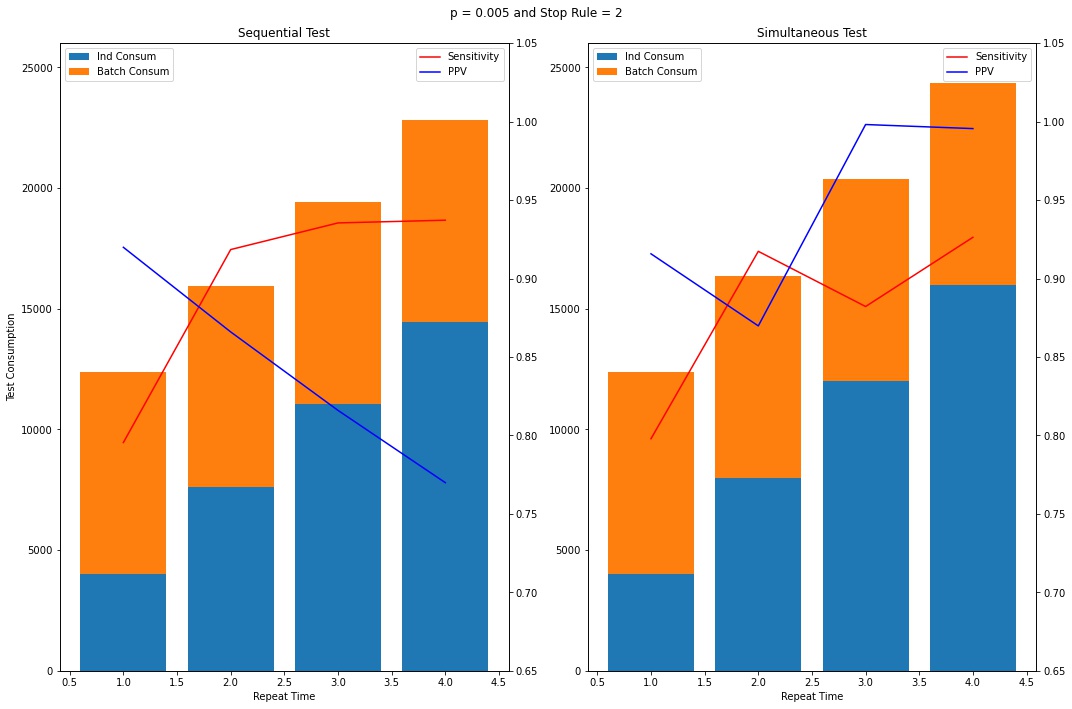 p = 0.005 and Stop Rule = 2
Sequential Test
Ind Consum
Batch Consum
Sensitivity
PPV
25000
20000
15000
10000
5000
0
Test Consumption
1.05
1.00
0.95
0.90
0.85
0.80
0.75
0.70
0.65
0.5 1.0 1.5 2.0 2.5 3.0 3.5 4.0 4.5
Repeat Time
Simultaneous Test
Ind Consum
Batch Consum
Sensitivity
PPV
25000
20000
15000
10000
5000
0
1.05
1.00
0.95
0.90
0.85
0.80
0.75
0.70
0.65
0.5 1.0 1.5 2.0 2.5 3.0 3.5 4.0 4.5
Repeat Time